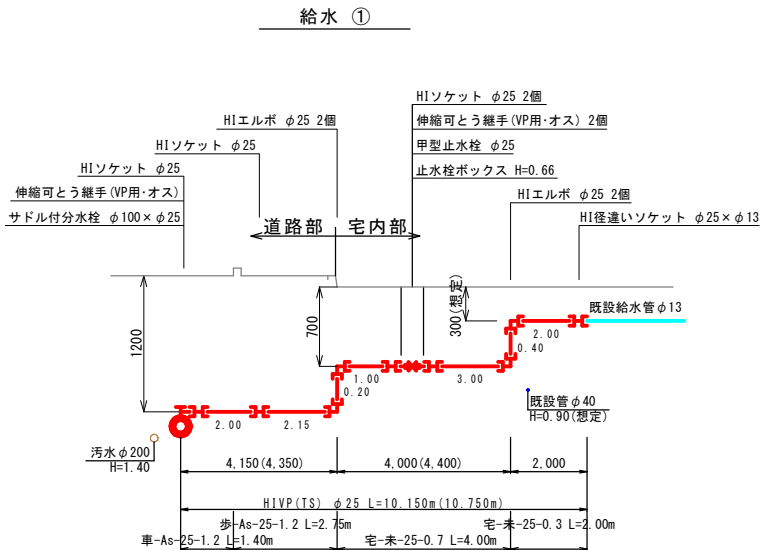 給水 ①
HIソケット φ25 2個
HIエルボ φ25 2個
伸縮可とう継手(VP用･オス) 2個
HIソケット φ25
甲型止水栓 φ25
HIソケット φ25
止水栓ボックス H=0.66
伸縮可とう継手(VP用･オス)
HIエルボ φ25 2個
サドル付分水栓 φ100×φ25
HI径違いソケット φ25×φ13
道路部
宅内部
1200
700
300(想定)
既設給水管φ13
2.00
0.40
1.00
0.20
3.00
2.00
2.15
既設管φ40
H=0.90(想定)
汚水φ200
H=1.40
4,150(4,350)
4,000(4,400)
2,000
HIVP(TS) φ25 L=10.150m(10.750m)
歩-As-25-1.2 L=2.75m
宅-未-25-0.3 L=2.00m
車-As-25-1.2 L=1.40m
宅-未-25-0.7 L=4.00m